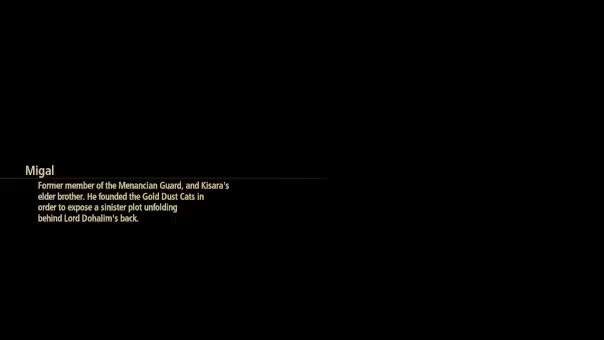 Migal
Former member of the Menancian Guard, and Kisara's
elder brother. He founded the Gold Dust Cats in
order to expose a sinister plot unfolding
behind Lord Dohalim's back.